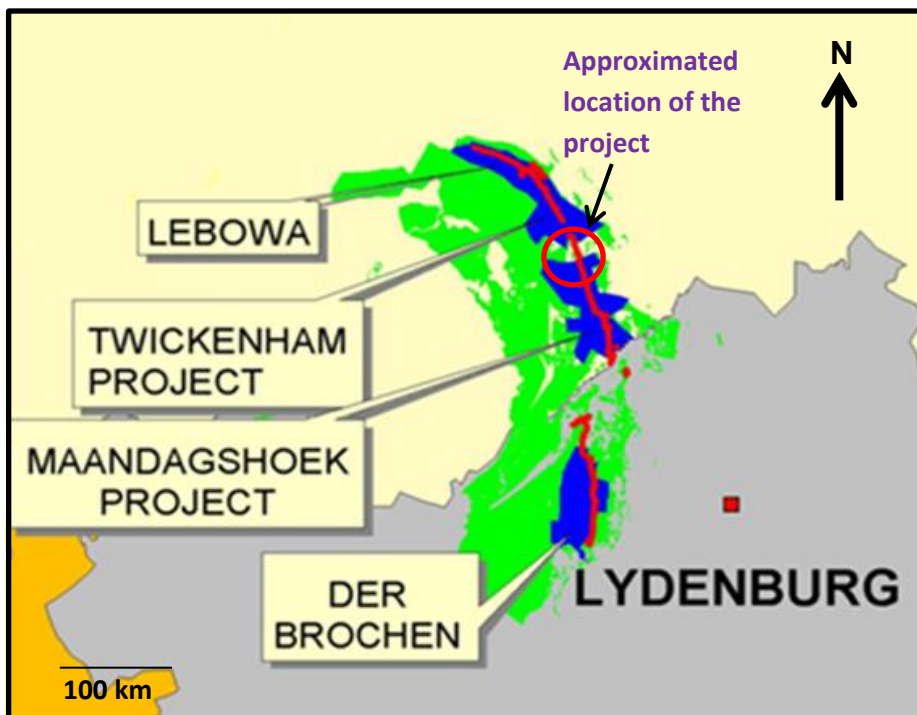 Approximated
location of the
project
N
LEBOWA
TWICKENHAM
PROJECT
MAANDAGSHOEK
PROJECT
DER
BROCHEN
LYDENBURG
100 km